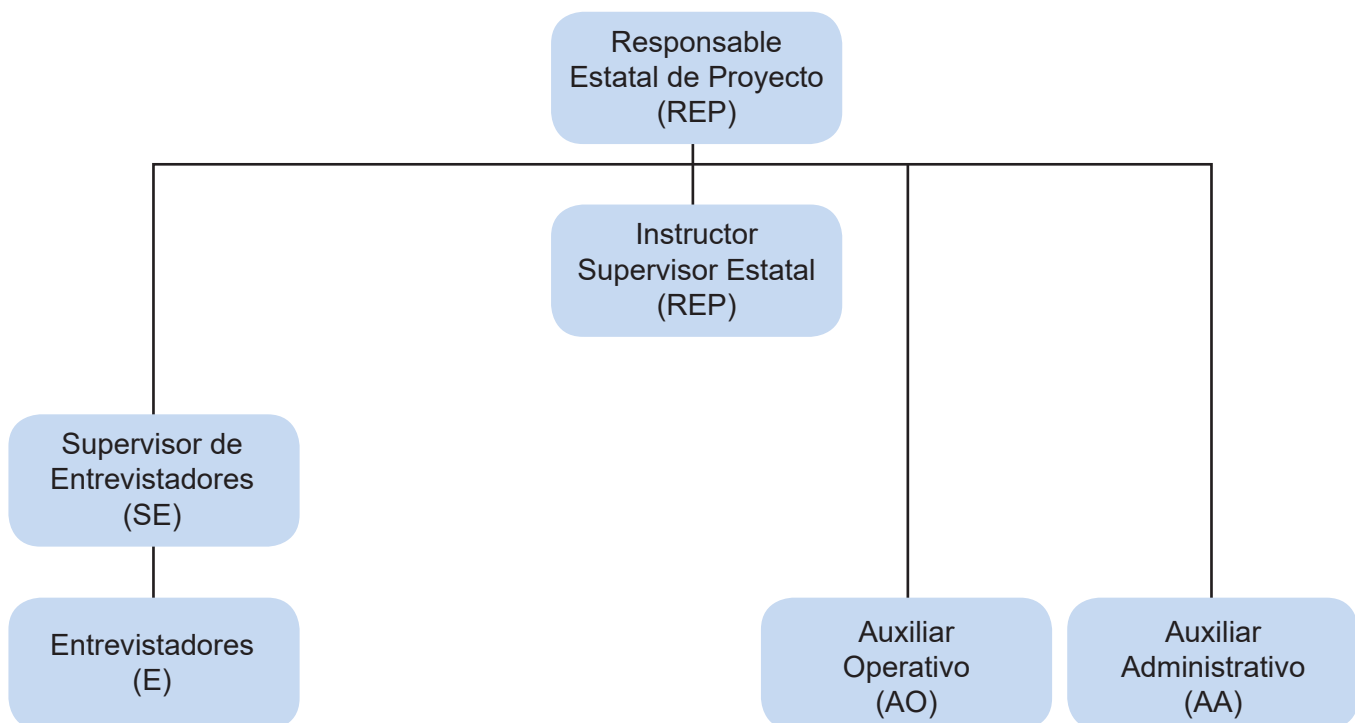 Responsable
Estatal de Proyecto
(REP)
Instructor
Supervisor Estatal
(REP)
Supervisor de
Entrevistadores
(SE)
Entrevistadores
(E)
Auxiliar
Operativo
(AO)
Auxiliar
Administrativo
(AA)